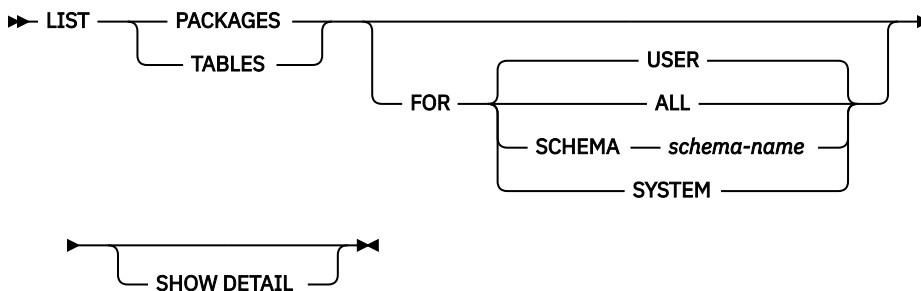 LIST PACKAGES
TABLES
USER
FOR ALL
SCHEMA schema-name
SYSTEM
SHOW DETAIL